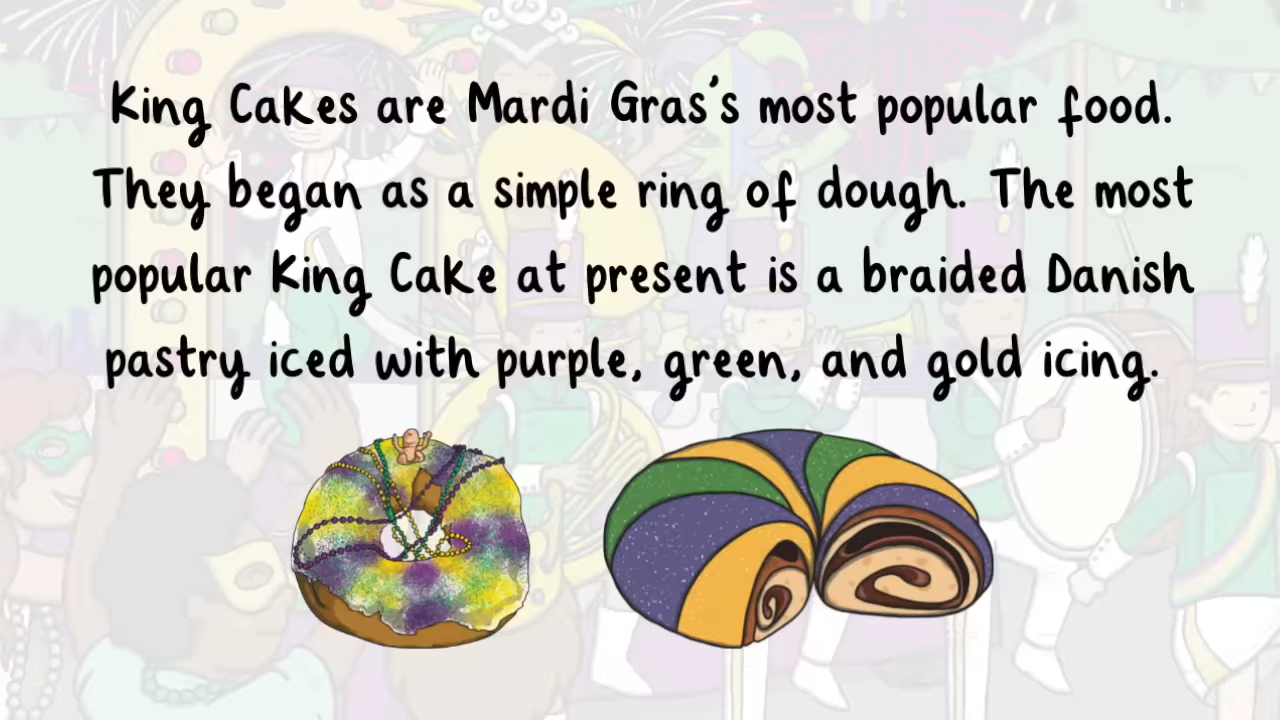 King Cakes are Mardi Gras's most popular food.
They began as a simple ring of dough. The most
popular King Cake at present is a braided Danish
pastry iced with purple, green, and gold icing.